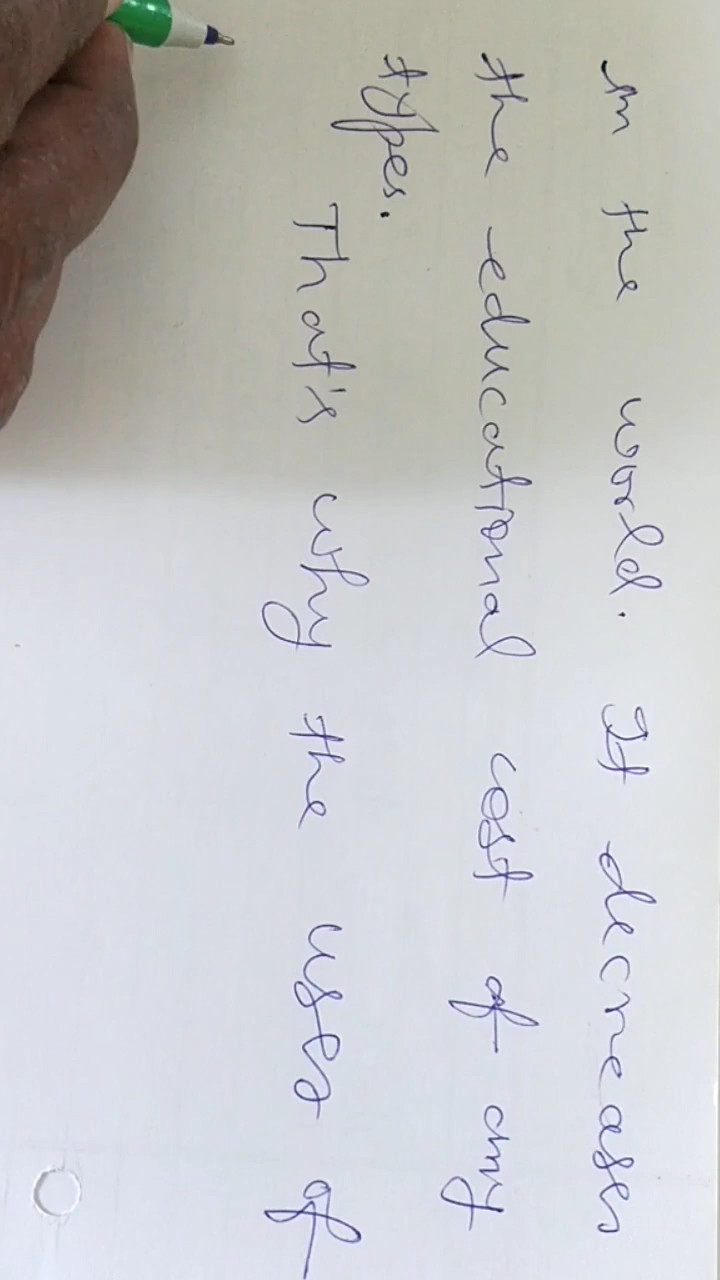 in the world. It decreases
the educational cost of any
types.
That's why the uses of